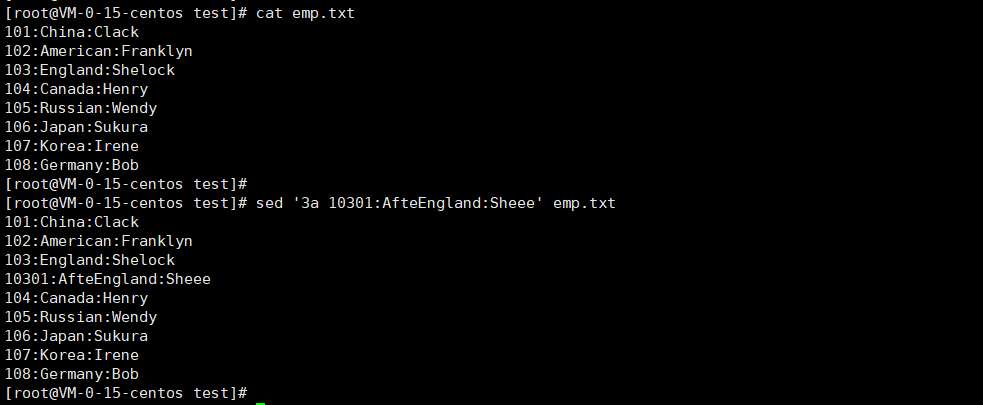 [root@VM-0-15-centos test]# cat emp.txt
101:China:Clack
102:American:Franklyn
103:England:Shelock
104:Canada:Henry
105:Russian:Wendy
106:Japan:Sukura
107:Korea:Irene
108:Germany:Bob
[root@VM-0-15-centos test]#
[root@VM-0-15-centos test]# sed '3a 10301:AfteEngland:Sheee' emp.txt
101:China:Clack
102:American:Franklyn
103:England:Shelock
10301:AfteEngland:Sheee
104:Canada:Henry
105:Russian:Wendy
106:Japan:Sukura
107:Korea:Irene
108:Germany:Bob
[root@VM-0-15-centos test]#